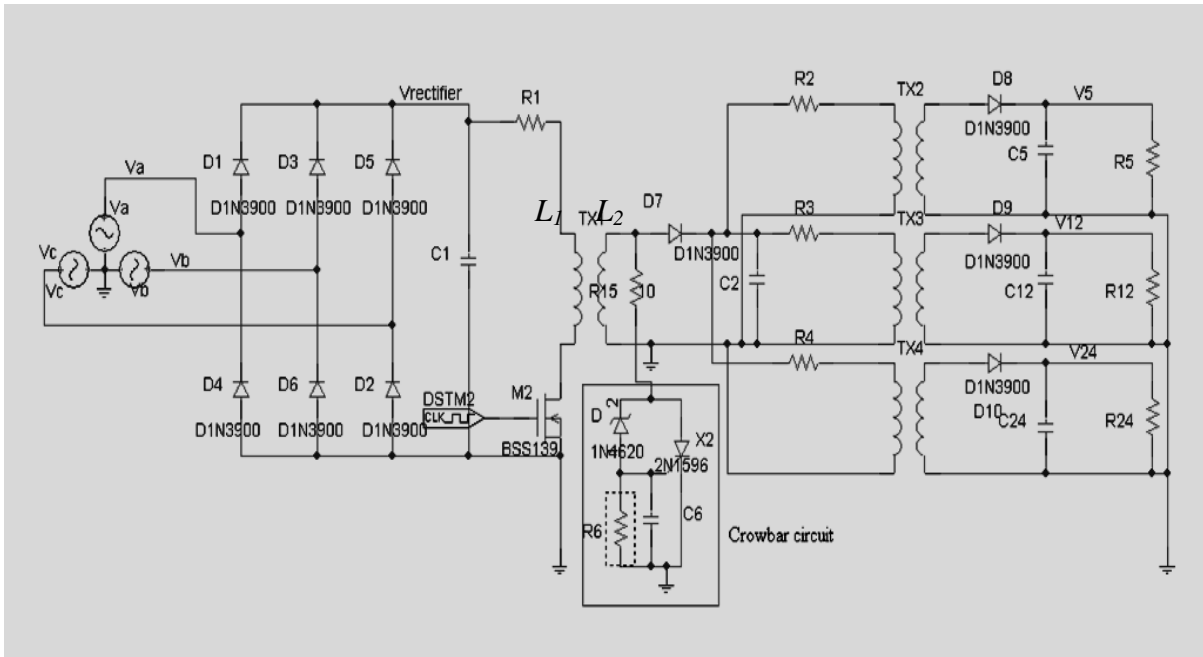 Vrectifier
R1
R2
TX2
D8
V5
D1N3900
C5
R5
D1
D3
D5
D1N3900
D1N3900
D1N3900
Va
Va
Vc
Vc
Vb
Vb
C1
L1
TX1
L2
D7
D1N3900
R15
10
C2
R3
TX3
D9
V12
D1N3900
C12
R12
R4
TX4
V24
D1N3900
D10
C24
R24
D4
D6
D2
D1N3900
D1N3900
D1N3900
DSTM2
CLK
M2
BSS139
D 2
1N4620
X2
2N1596
R6
C6
Crowbar circuit